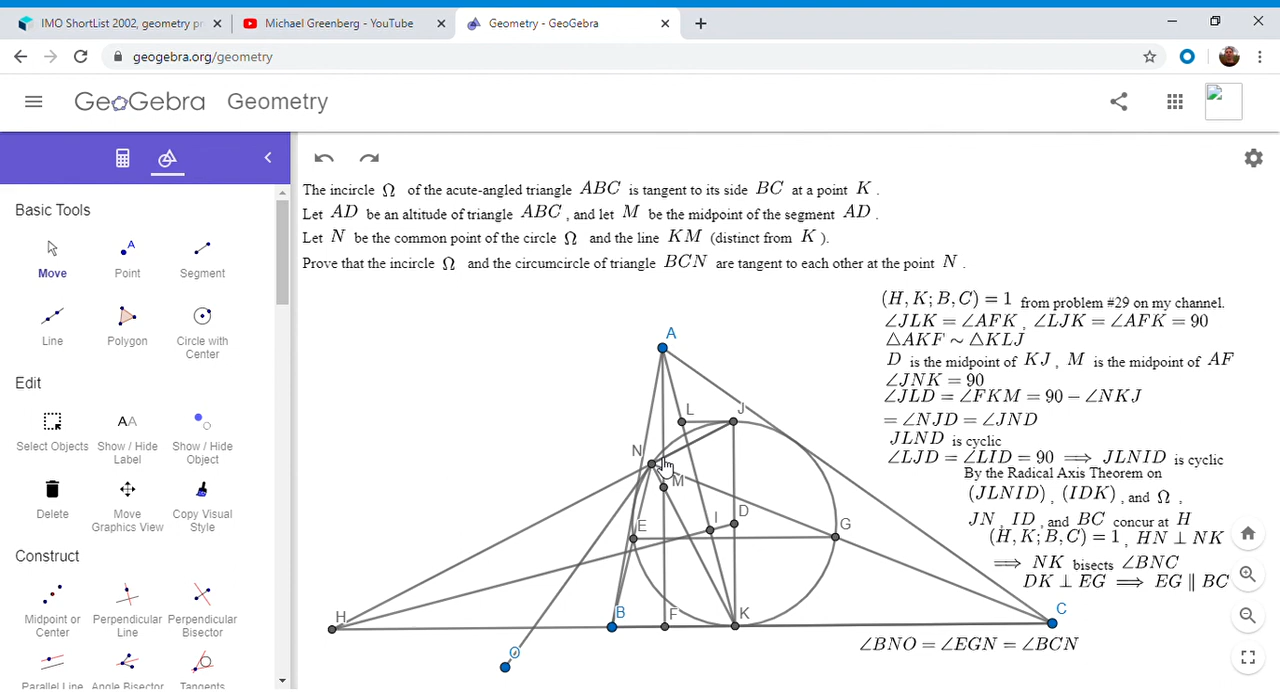 IMO ShortList 2002, geometry pr
Michael Greenberg - YouTube
Geometry - GeoGebra
geogebra.org/geometry
GeoGebra Geometry
Basic Tools
Move Point Segment
Line Polygon Circle with Center
Edit
Select Objects Show / Hide Label Show / Hide Object
Delete Move Graphics View Copy Visual Style
Construct
Midpoint or Center Perpendicular Line Perpendicular Bisector
Parallel Line Angle Bisector Tangents
The incircle Ω of the acute-angled triangle ABC is tangent to its side BC at a point K .
Let AD be an altitude of triangle ABC , and let M be the midpoint of the segment AD .
Let N be the common point of the circle Ω and the line KM (distinct from K ).
Prove that the incircle Ω and the circumcircle of triangle BCN are tangent to each other at the point N .
(H, K; B, C) = 1 from problem #29 on my channel.
∠JLK = ∠AFK , ∠LJK = ∠AFK = 90
△AKF ~ △KLJ
D is the midpoint of KJ , M is the midpoint of AF
∠JNK = 90
∠JLD = ∠FKM = 90 − ∠NKJ
= ∠NJD = ∠JND
JLND is cyclic
∠LJD = ∠LID = 90 ⟹ JLNID is cyclic
By the Radical Axis Theorem on
(JLNID) , (IDK) , and Ω ,
JN , ID , and BC concur at H
(H, K; B, C) = 1 , HN ⊥ NK
⟹ NK bisects ∠BNC
DK ⊥ EG ⟹ EG ∥ BC
∠BNO = ∠EGN = ∠BCN
A
L
J
N
M
I
D
E
G
H
B
F
K
C
O